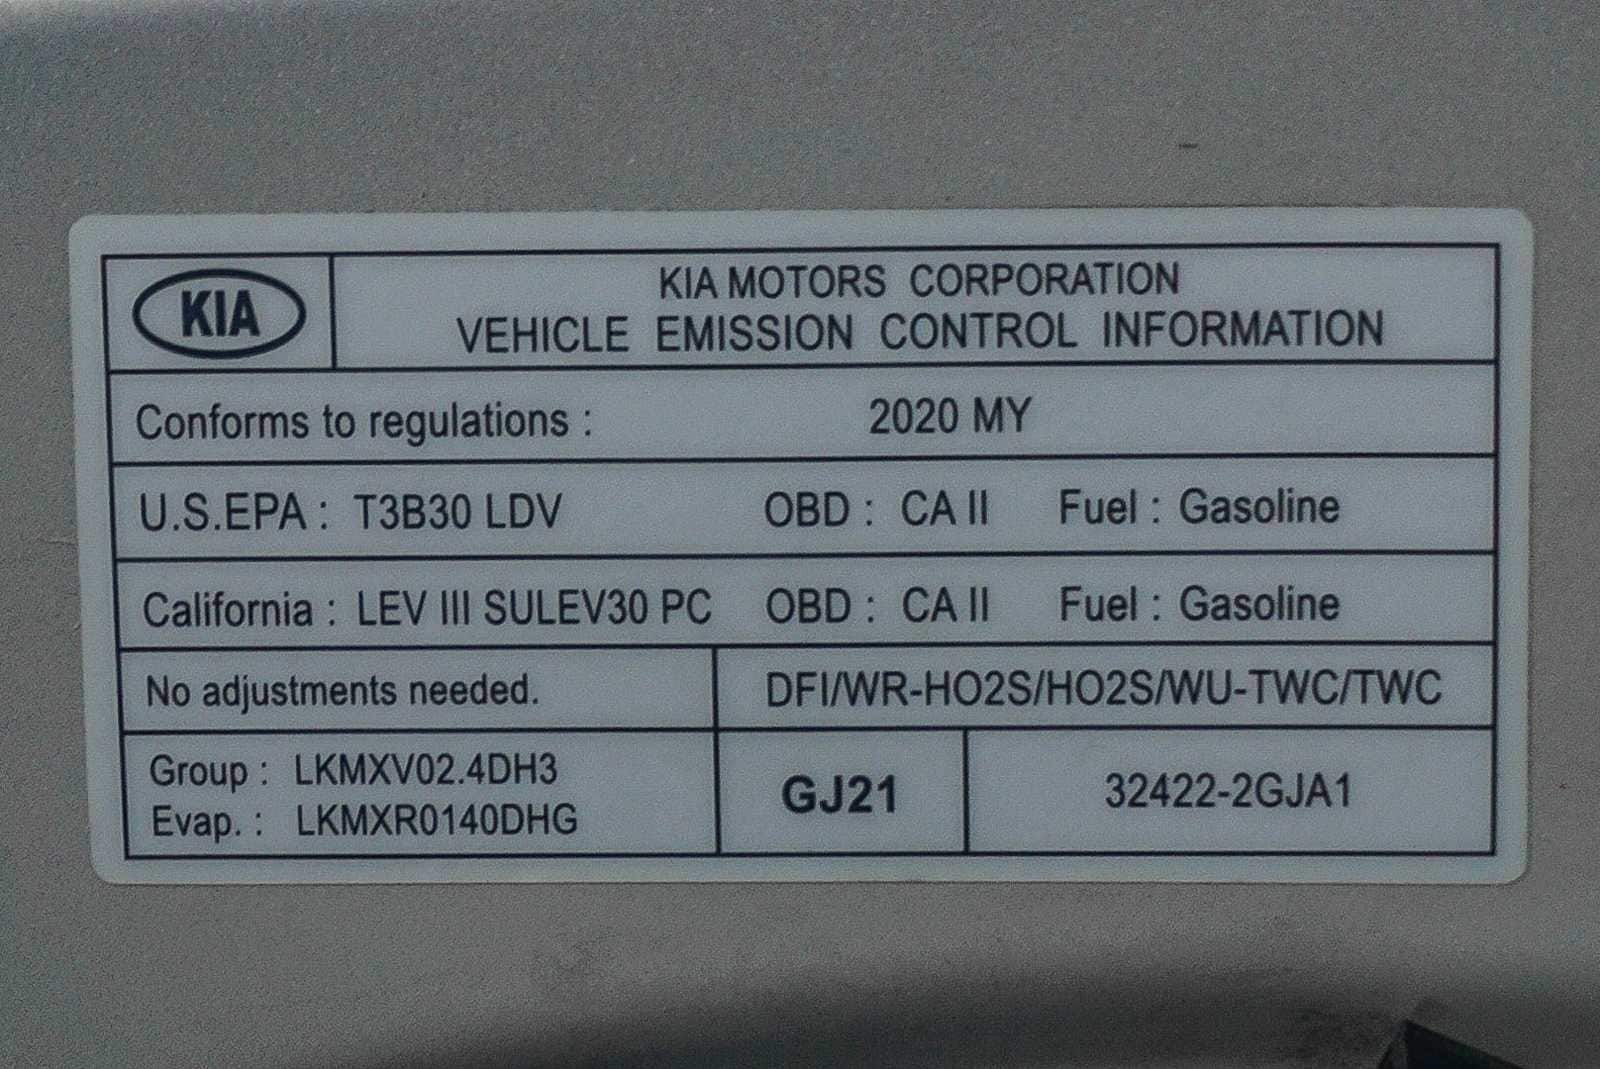 KIA
KIA MOTORS CORPORATION
VEHICLE EMISSION CONTROL INFORMATION
Conforms to regulations : 2020 MY
U.S.EPA : T3B30 LDV OBD : CA II Fuel : Gasoline
California : LEV III SULEV30 PC OBD : CA II Fuel : Gasoline
No adjustments needed. DFI/WR-HO2S/HO2S/WU-TWC/TWC
Group : LKMXV02.4DH3
Evap. : LKMXR0140DHG
GJ21
32422-2GJA1